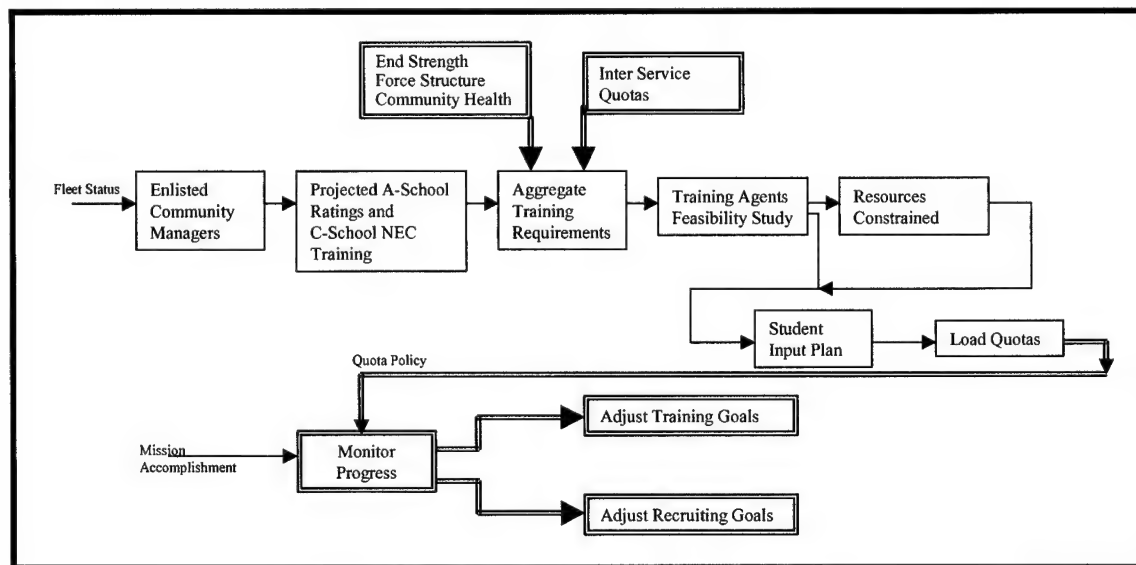 End Strength
Force Structure
Community Health
Inter Service
Quotas
Fleet Status
Enlisted
Community
Managers
Projected A-School
Ratings and
C-School NEC
Training
Aggregate
Training
Requirements
Training Agents
Feasibility Study
Resources
Constrained
Student
Input Plan
Load Quotas
Quota Policy
Adjust Training Goals
Mission
Accomplishment
Monitor
Progress
Adjust Recruiting Goals